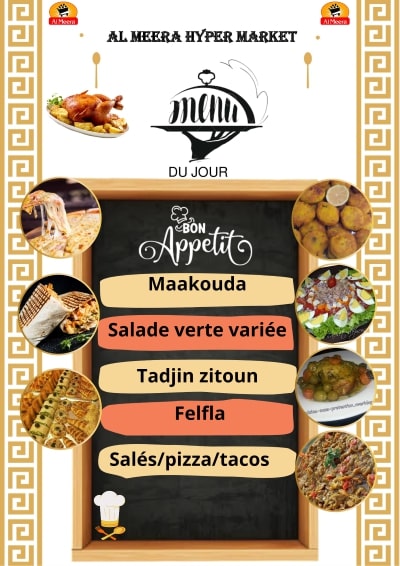 Al Meera
Al Meera
AL MEERA HYPER MARKET
menu
DU JOUR
BON
Appetit
Maakouda
Salade verte variée
Tadjin zitoun
Felfla
Salés/pizza/tacos